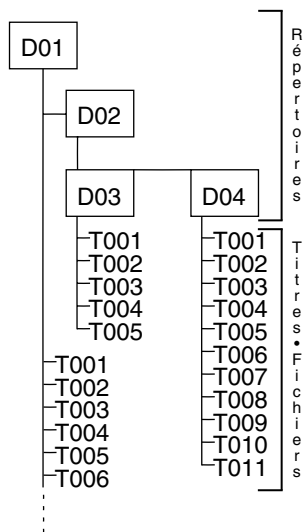 D01
D02
D03
D04
T001
T002
T003
T004
T005
T001
T002
T003
T004
T005
T006
T007
T008
T009
T010
T011
T001
T002
T003
T004
T005
T006
Répertoires
Titres•Fichiers